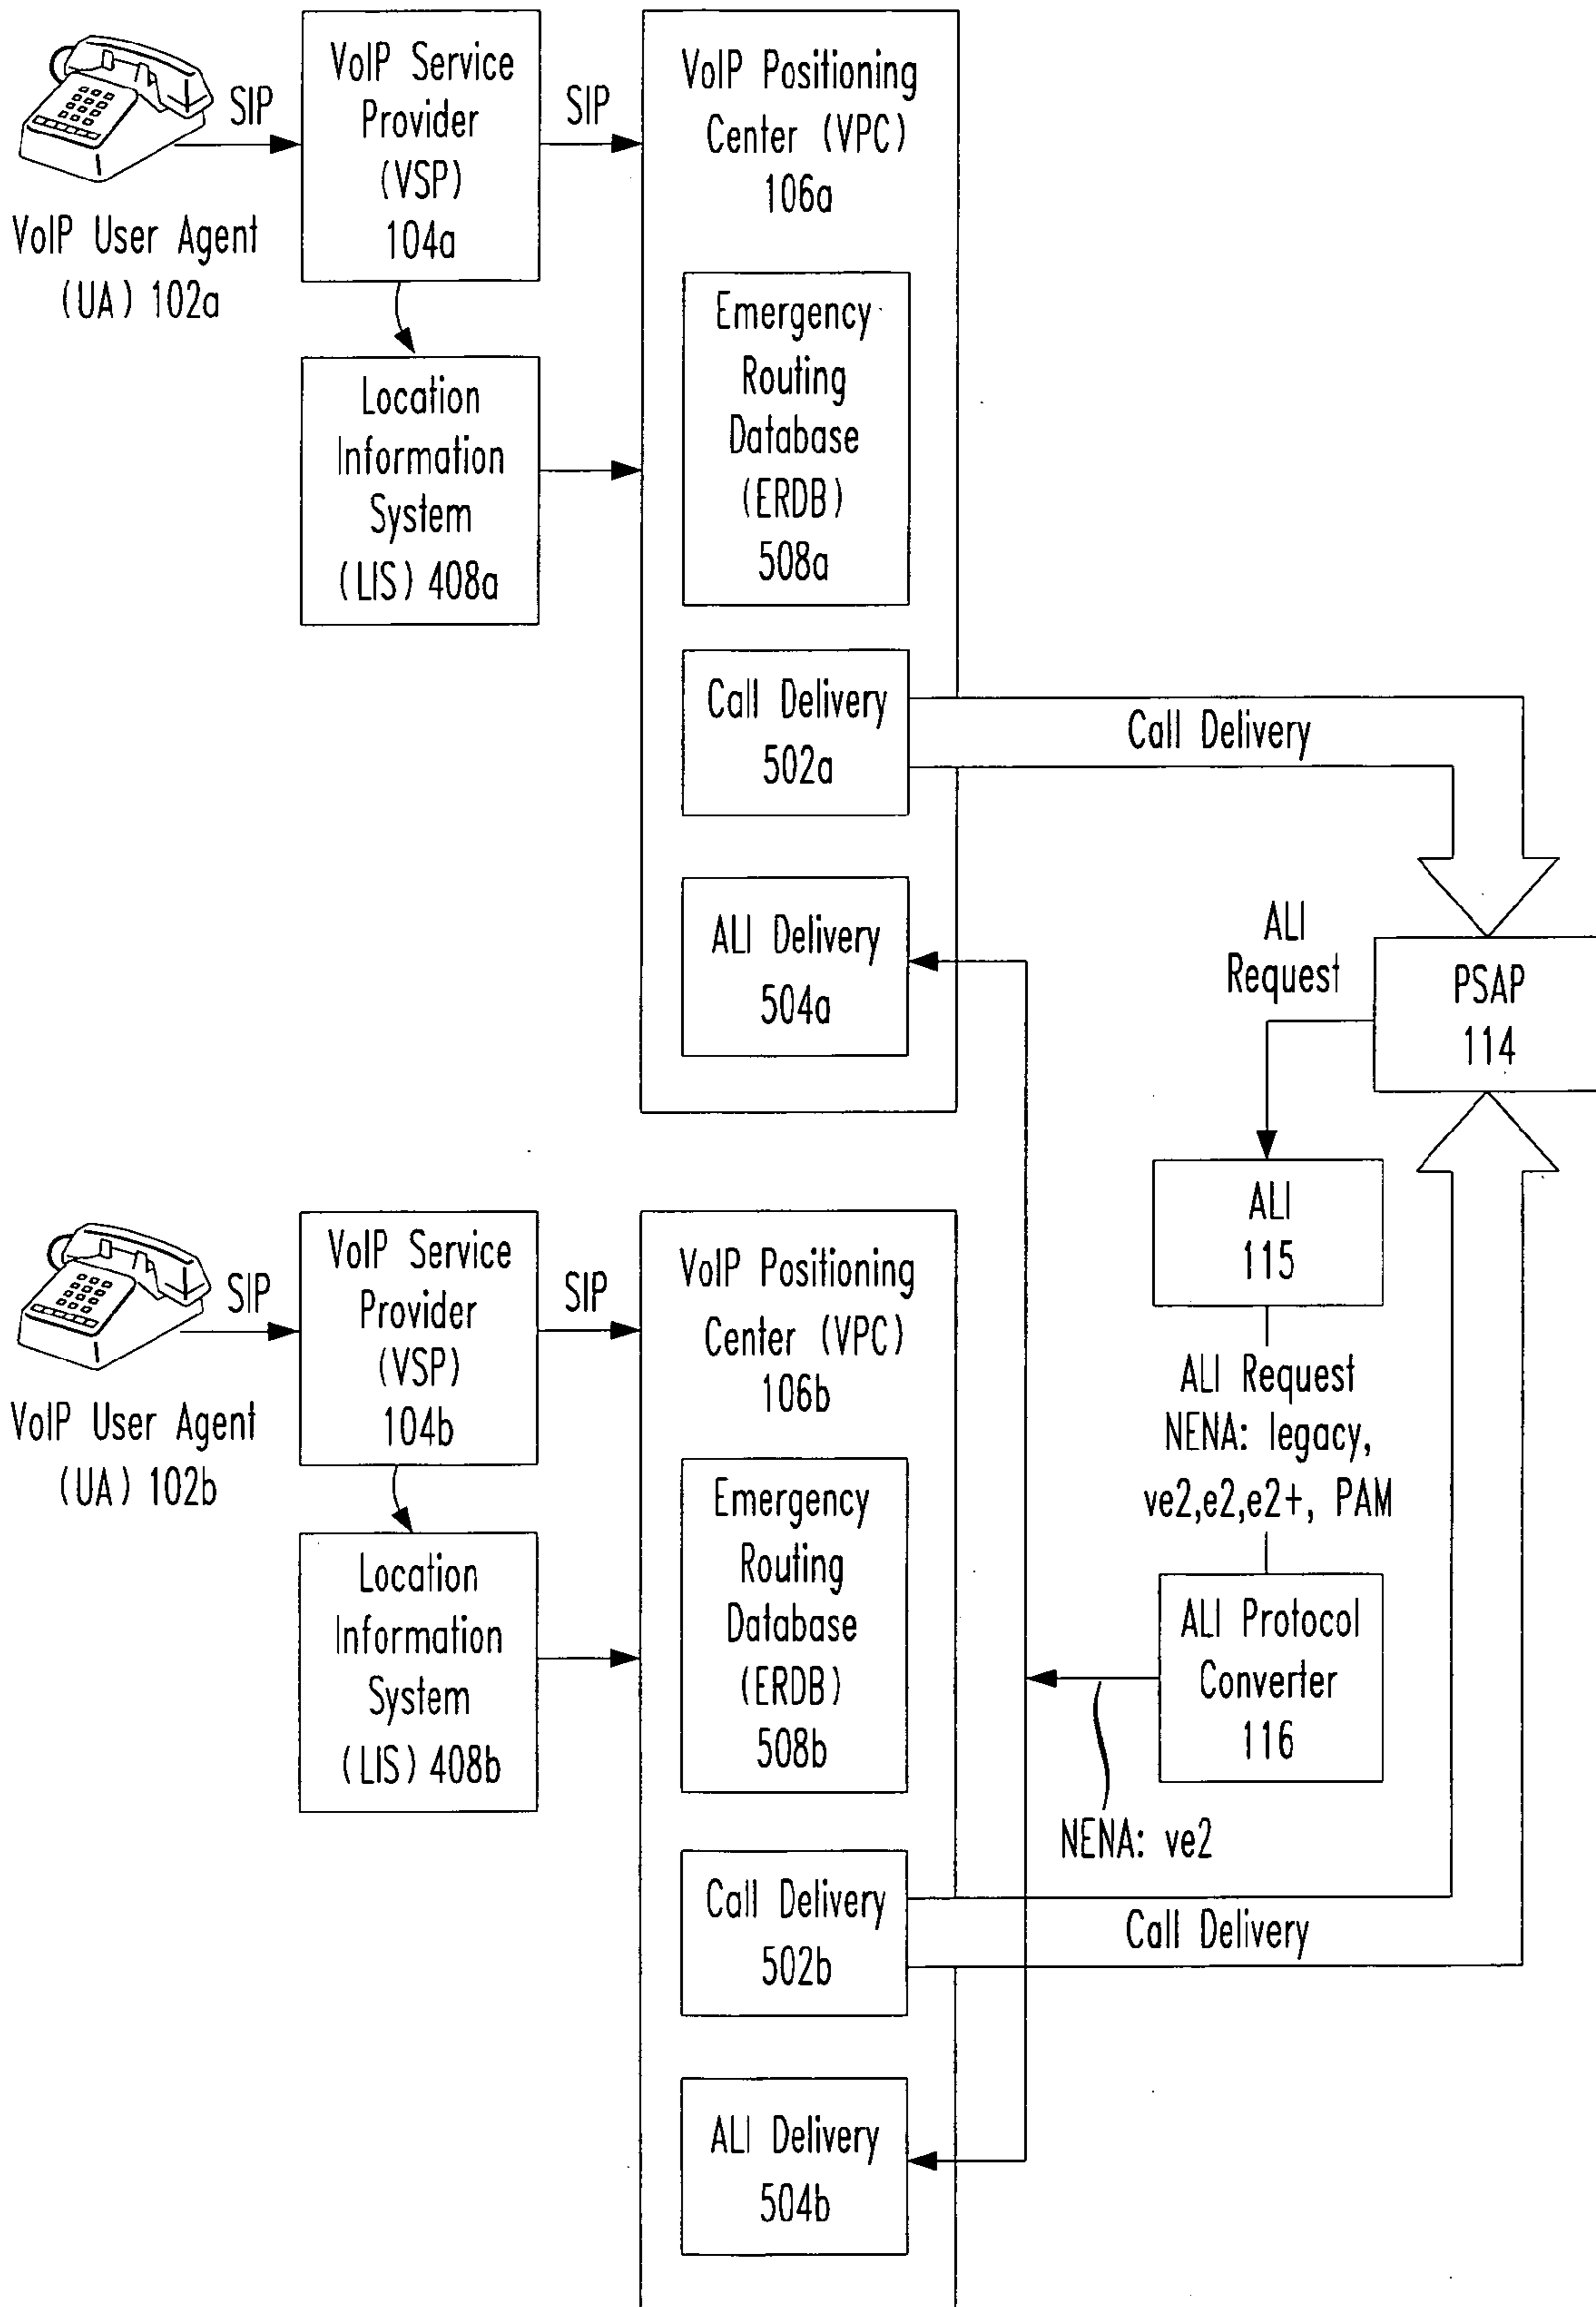 SIP
VoIP User Agent
(UA) 102a
VoIP Service
Provider
(VSP)
104a
SIP
Location
Information
System
(LIS) 408a
VoIP Positioning
Center (VPC)
106a
Emergency
Routing
Database
(ERDB)
508a
Call Delivery
502a
Call Delivery
ALI Delivery
504a
ALI
Request
PSAP
114
ALI
115
ALI Request
NENA: legacy,
ve2,e2,e2+, PAM
ALI Protocol
Converter
116
NENA: ve2
SIP
VoIP User Agent
(UA) 102b
VoIP Service
Provider
(VSP)
104b
SIP
Location
Information
System
(LIS) 408b
VoIP Positioning
Center (VPC)
106b
Emergency
Routing
Database
(ERDB)
508b
Call Delivery
502b
Call Delivery
ALI Delivery
504b